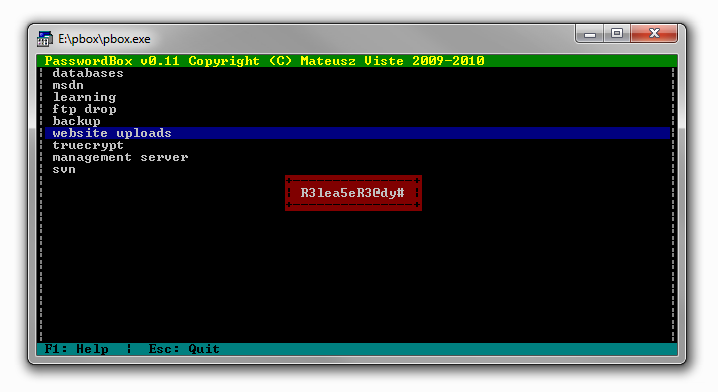 E:\pbox\pbox.exe
PasswordBox v0.11 Copyright (C) Mateusz Viste 2009-2010
databases
msdn
learning
ftp drop
backup
website uploads
truecrypt
management server
svn
R3lea5eR3@dy#
F1: Help ¦ Esc: Quit